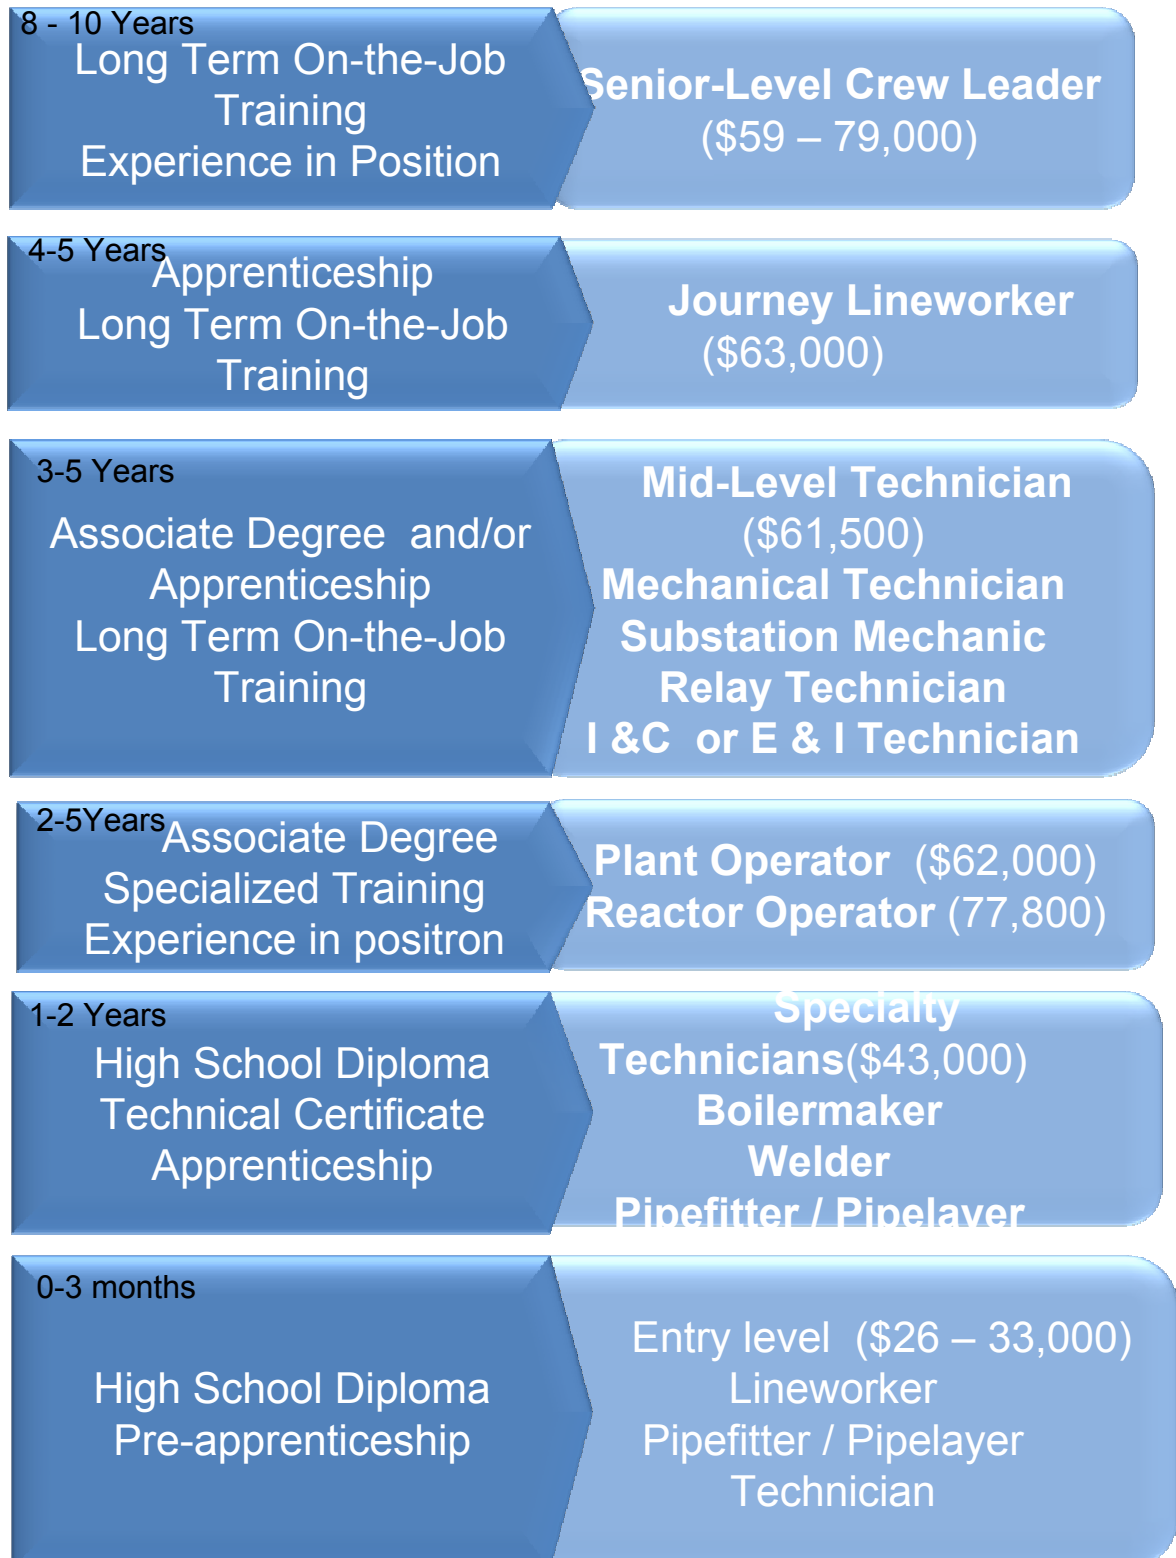 8 - 10 Years
Long Term On-the-Job
Training
Experience in Position
Senior-Level Crew Leader
($59 – 79,000)
4-5 Years
Apprenticeship
Long Term On-the-Job
Training
Journey Lineworker
($63,000)
3-5 Years
Associate Degree and/or
Apprenticeship
Long Term On-the-Job
Training
Mid-Level Technician
($61,500)
Mechanical Technician
Substation Mechanic
Relay Technician
I &C or E & I Technician
2-5Years
Associate Degree
Specialized Training
Experience in positron
Plant Operator ($62,000)
Reactor Operator (77,800)
1-2 Years
High School Diploma
Technical Certificate
Apprenticeship
Specialty
Technicians($43,000)
Boilermaker
Welder
Pipefitter / Pipelayer
0-3 months
High School Diploma
Pre-apprenticeship
Entry level ($26 – 33,000)
Lineworker
Pipefitter / Pipelayer
Technician